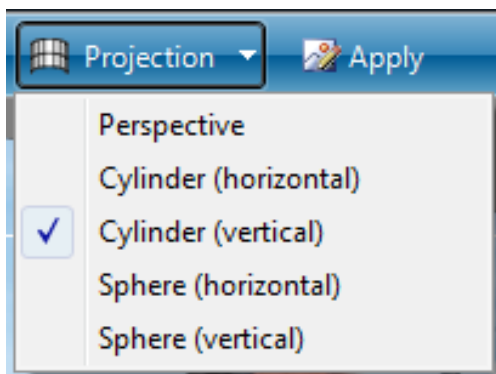 Projection Apply
Perspective
Cylinder (horizontal)
Cylinder (vertical)
Sphere (horizontal)
Sphere (vertical)